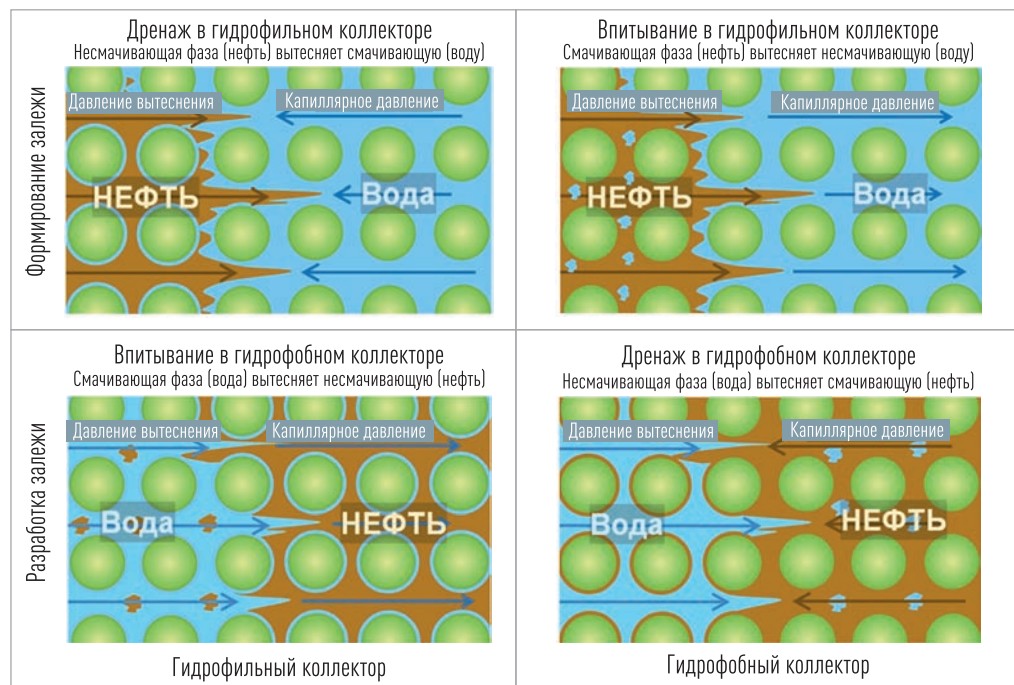 Дренаж в гидрофильном коллекторе
Несмачивающая фаза (нефть) вытесняет смачивающую (воду)
Впитывание в гидрофильном коллекторе
Смачивающая фаза (нефть) вытесняет несмачивающую (воду)
Формирование залежи
Давление вытеснения
Капиллярное давление
НЕФТЬ
Вода
Давление вытеснения
Капиллярное давление
НЕФТЬ
Вода
Впитывание в гидрофобном коллекторе
Смачивающая фаза (вода) вытесняет несмачивающую (нефть)
Дренаж в гидрофобном коллекторе
Несмачивающая фаза (вода) вытесняет смачивающую (нефть)
Разработка залежи
Давление вытеснения
Капиллярное давление
Вода
НЕФТЬ
Давление вытеснения
Капиллярное давление
Вода
НЕФТЬ
Гидрофильный коллектор
Гидрофобный коллектор